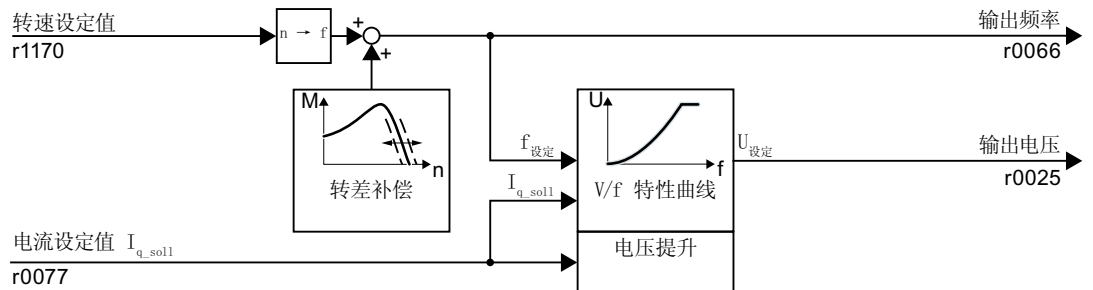 转速设定值
r1170
n → f
+
+
输出频率
r0066
M
n
转差补偿
U
f
V/f 特性曲线
f设定
Iq_soll
U设定
输出电压
r0025
电流设定值 Iq_soll
r0077
电压提升